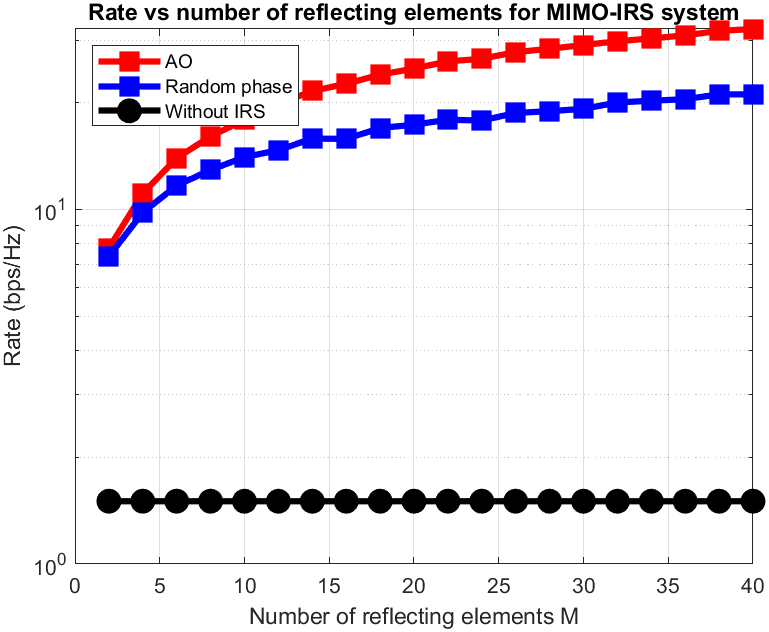 Rate vs number of reflecting elements for MIMO-IRS system
AO
Random phase
Without IRS
Rate (bps/Hz)
10^1
10^0
0 5 10 15 20 25 30 35 40
Number of reflecting elements M